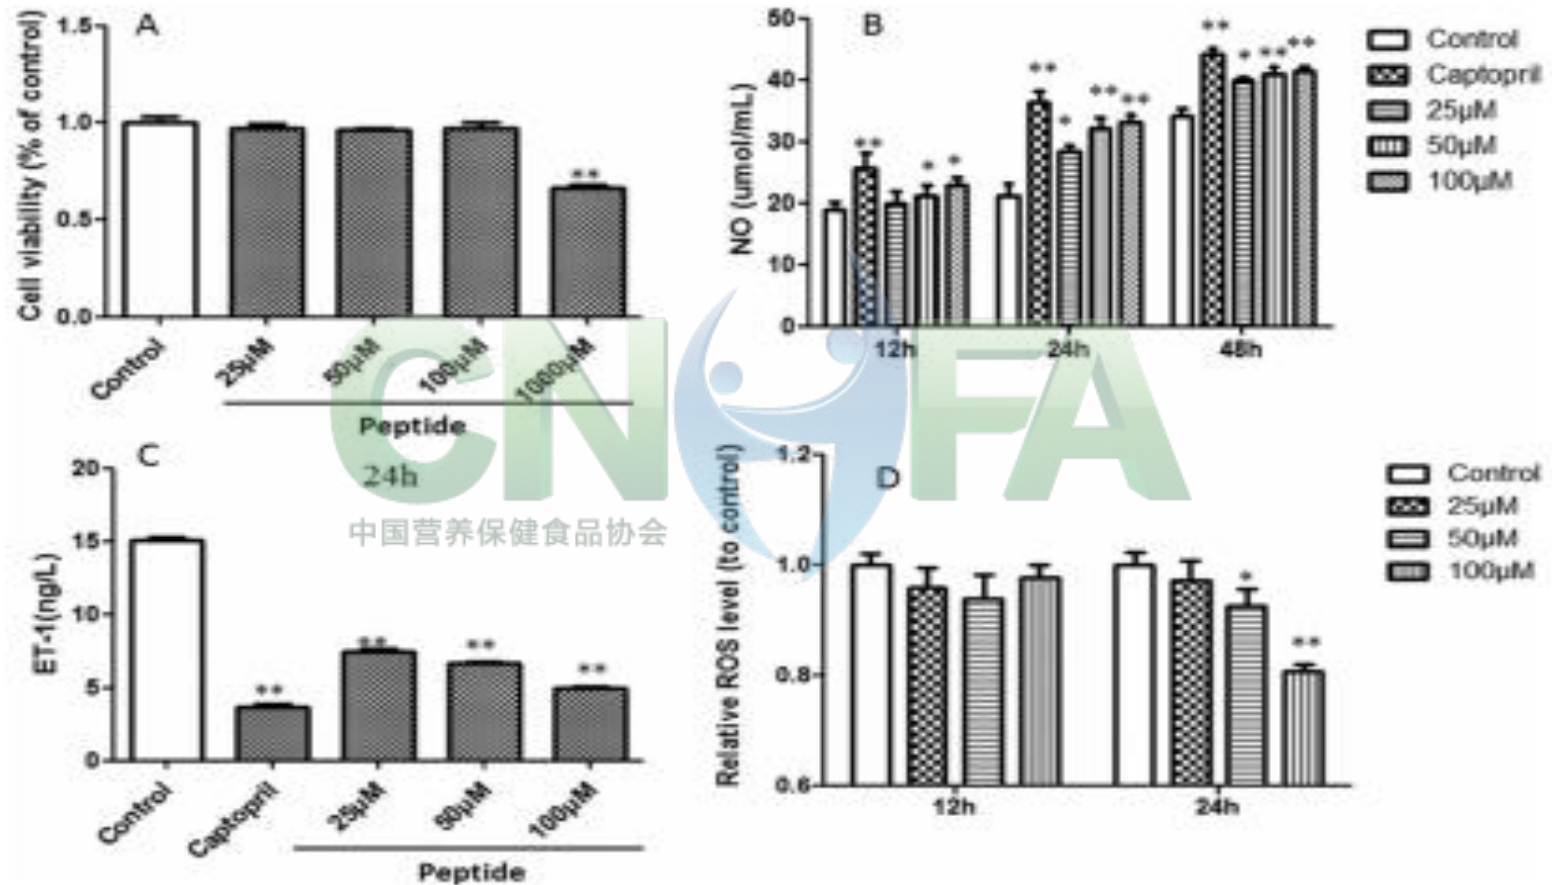 A
Cell viability (% of control)
1.5
1.0
0.5
0.0
**
Control
25μM
50μM
100μM
1000μM
Peptide
24h
B
NO (umol/mL)
50
40
30
20
10
0
** * *
** * ** **
** * ** **
12h
24h
48h
Control
Captopril
25μM
50μM
100μM
C
ET-1(ng/L)
20
15
10
5
0
** ** ** **
Control
Captopril
25μM
50μM
100μM
Peptide
D
Relative ROS level (to control)
1.2
1.0
0.8
0.6
* **
12h
24h
Control
25μM
50μM
100μM
CNHFA
中国营养保健食品协会